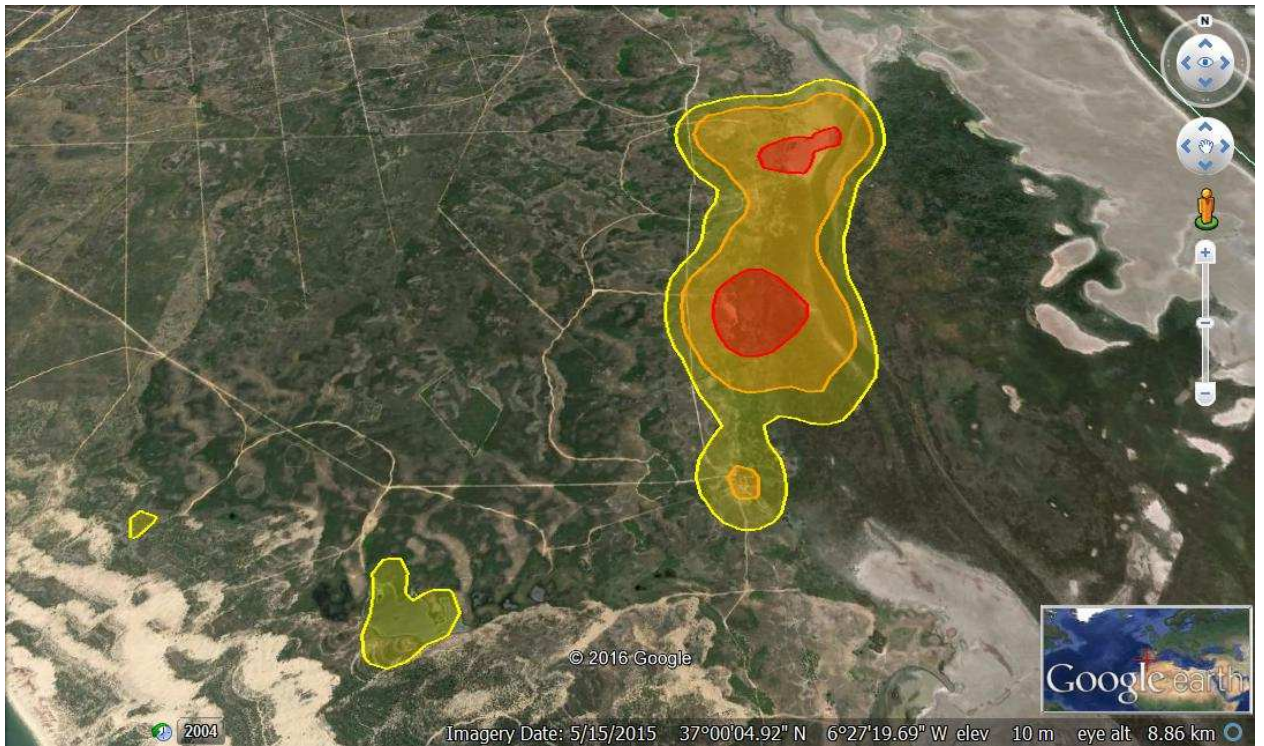 N
© 2016 Google
Google earth
2004
Imagery Date: 5/15/2015 37°00'04.92" N 6°27'19.69" W elev 10 m eye alt 8.86 km